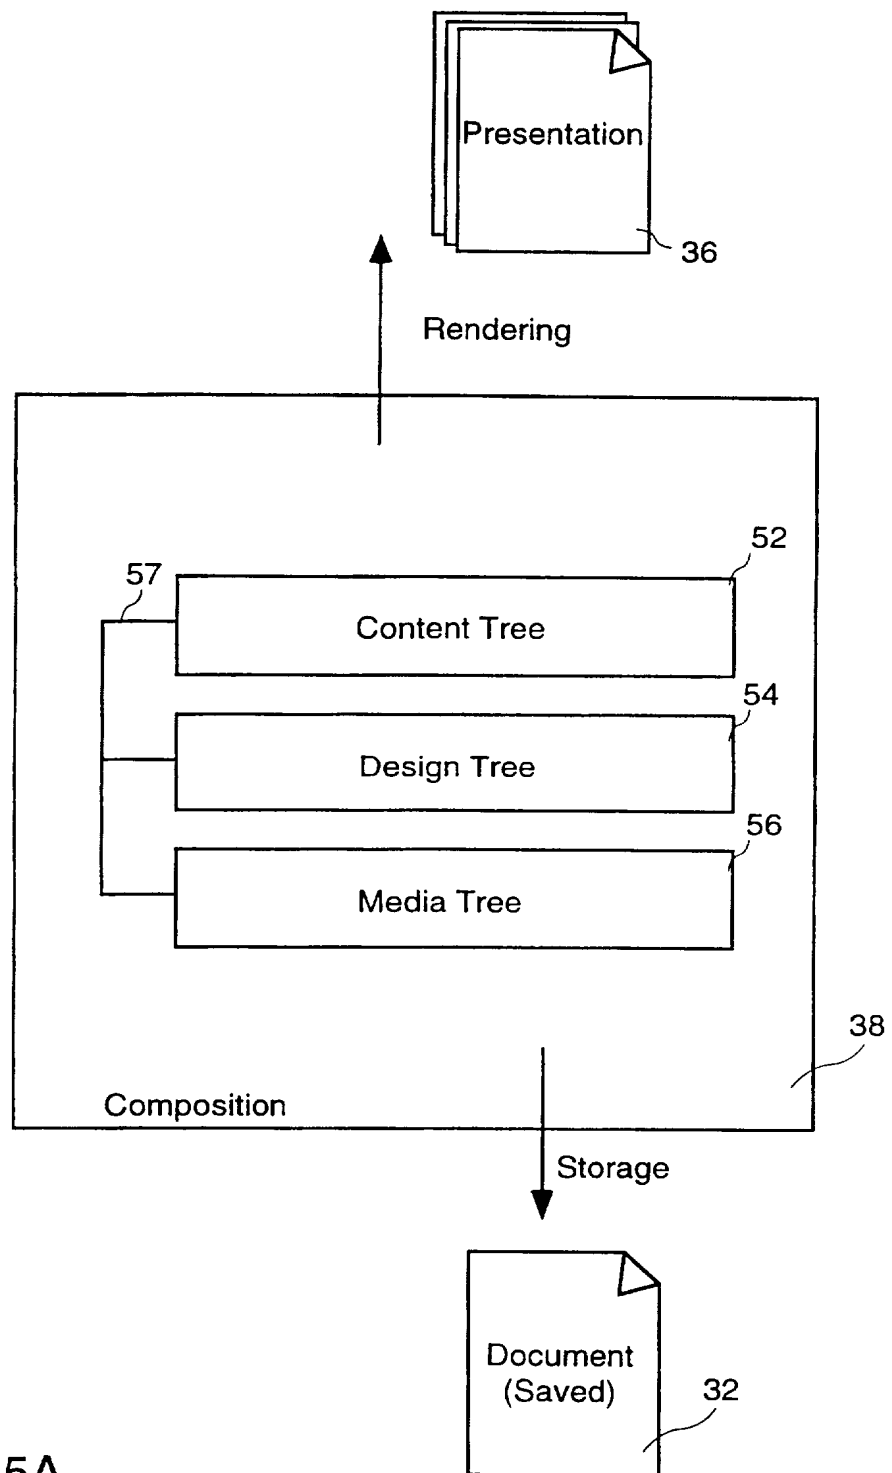 Presentation
36
Rendering
52
57
Content Tree
54
Design Tree
56
Media Tree
38
Composition
Storage
Document
(Saved)
32
5A